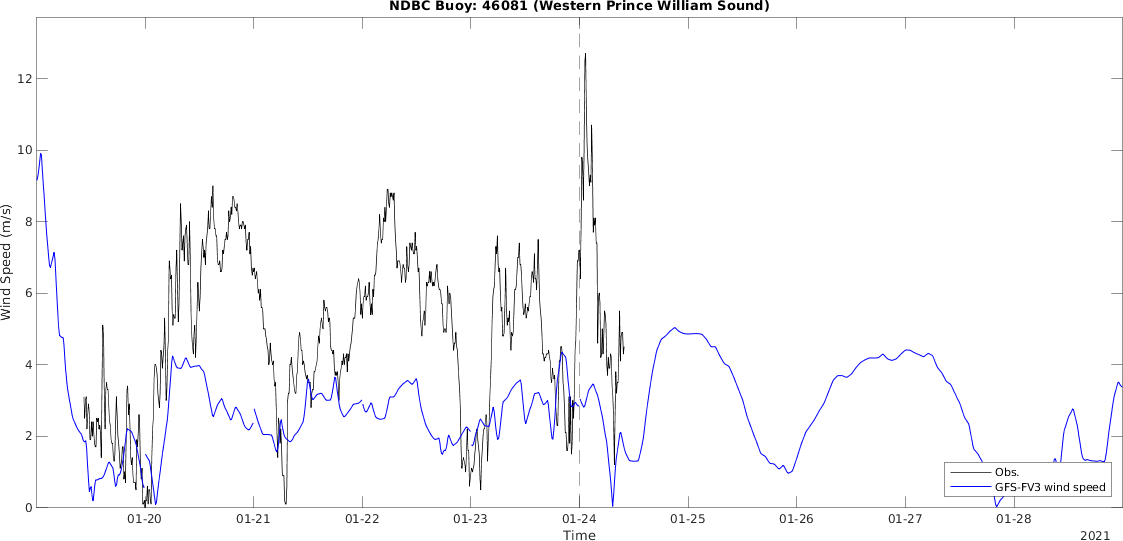 NDBC Buoy: 46081 (Western Prince William Sound)
Wind Speed (m/s)
12
10
8
6
4
2
0
Obs.
GFS-FV3 wind speed
01-20 01-21 01-22 01-23 01-24 01-25 01-26 01-27 01-28
Time
2021